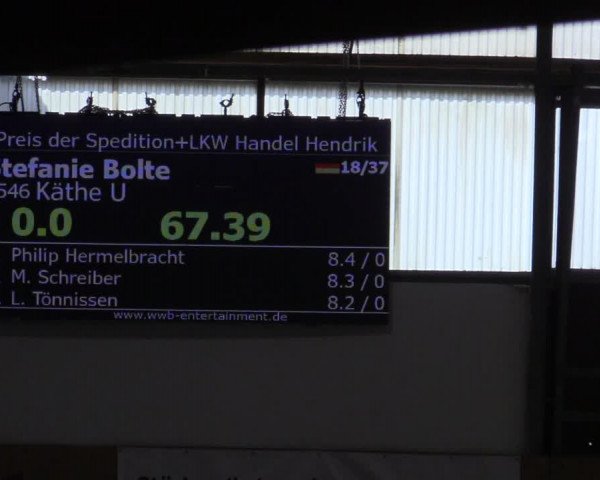 Preis der Spedition+LKW Handel Hendrik
Stefanie Bolte 18/37
546 Käthe U
0.0 67.39
Philip Hermelbracht 8.4 / 0
M. Schreiber 8.3 / 0
L. Tönnissen 8.2 / 0
www.wwb-entertainment.de